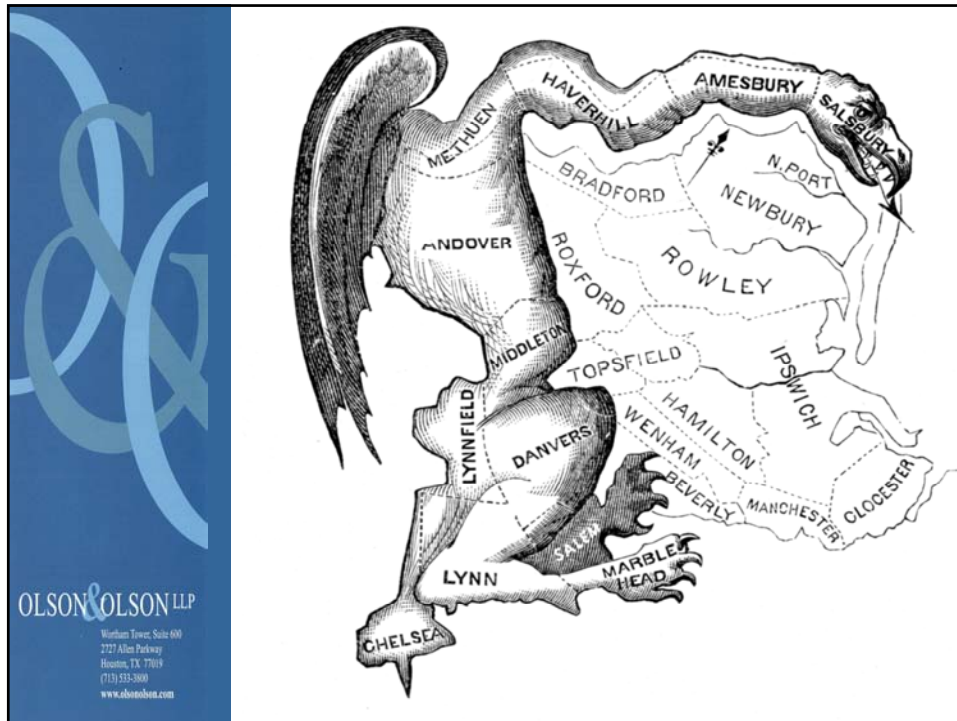 OLSON&OLSON LLP
Wortham Tower, Suite 600
2727 Allen Parkway
Houston, TX 77019
(713) 533-3800
www.olsonolson.com
METHUEN
HAVERHILL
AMESBURY
SALSBURY
BRADFORD
N.PORT
NEWBURY
ANDOVER
ROXFORD
ROWLEY
MIDDLETON
TOPSFIELD
IPSWICH
LYNNFIELD
DANVERS
HAMILTON
WENHAM
BEVERLY
MANCHESTER
CLOCESTER
SALEM
LYNN
MARBLE
HEAD
CHELSEA